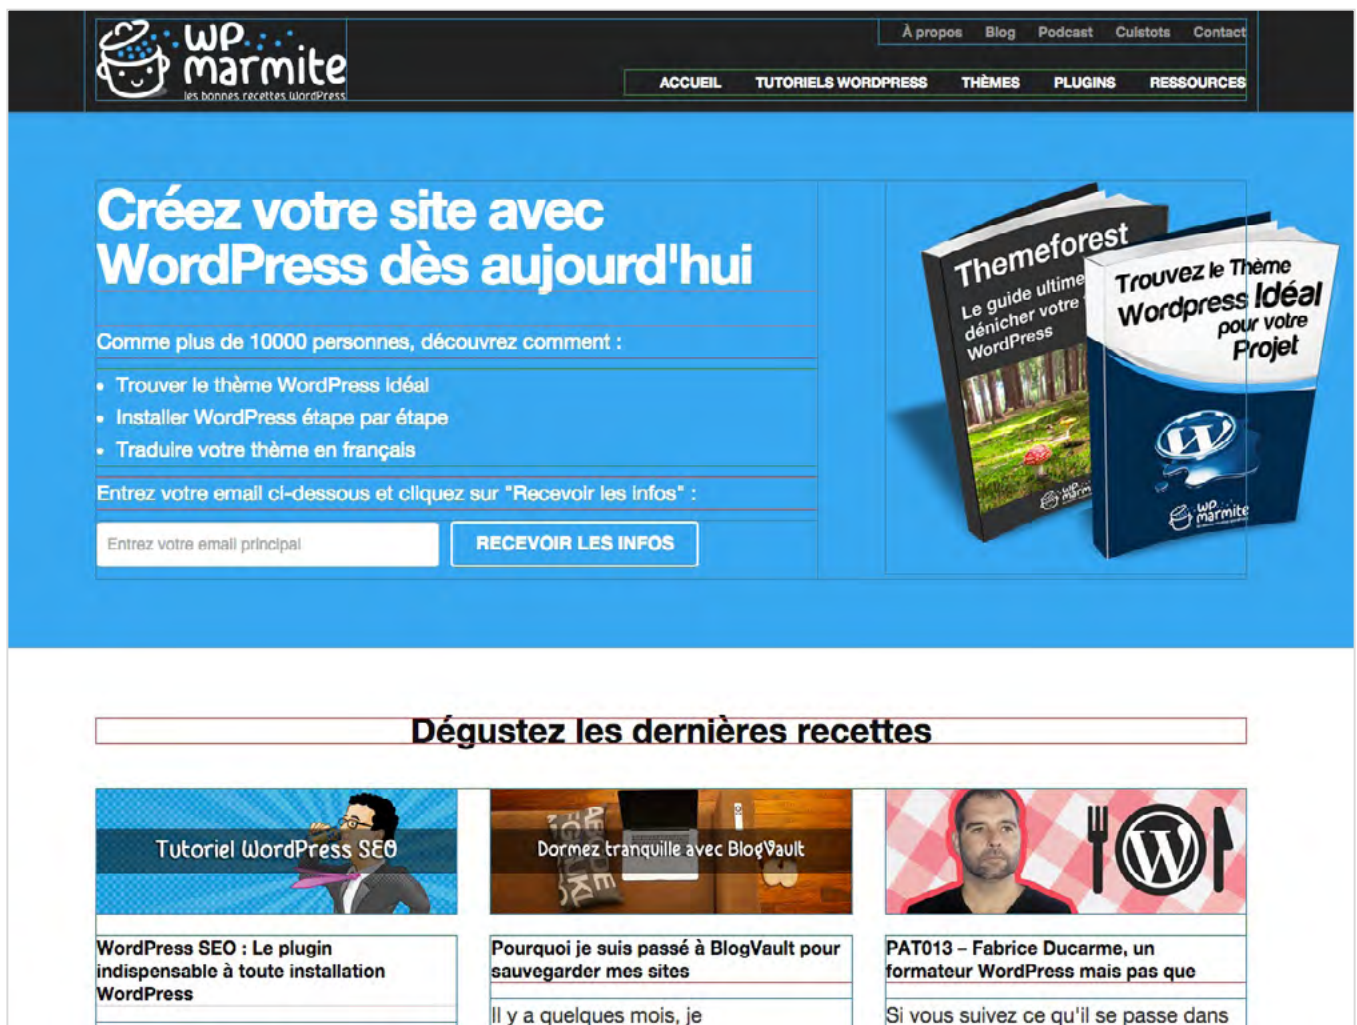 WP
marmite
les bonnes recettes WordPress
À propos Blog Podcast Cuistots Contact
ACCUEIL TUTORIELS WORDPRESS THÈMES PLUGINS RESSOURCES
Créez votre site avec
WordPress dès aujourd'hui
Comme plus de 10000 personnes, découvrez comment :
• Trouver le thème WordPress idéal
• Installer WordPress étape par étape
• Traduire votre thème en français
Entrez votre email ci-dessous et cliquez sur "Recevoir les infos" :
Entrez votre email principal
RECEVOIR LES INFOS
Themeforest
Le guide ultime
dénicher votre
WordPress
wp
marm
Trouvez le Thème
Wordpress Idéal
pour votre
Projet
wp
marmite
Dégustez les dernières recettes
Tutoriel WordPress SEO
Dormez tranquille avec BlogVault
WordPress SEO : Le plugin
indispensable à toute installation
WordPress
Pourquoi je suis passé à BlogVault pour
sauvegarder mes sites
Il y a quelques mois, je
PAT013 – Fabrice Ducarme, un
formateur WordPress mais pas que
Si vous suivez ce qu'il se passe dans